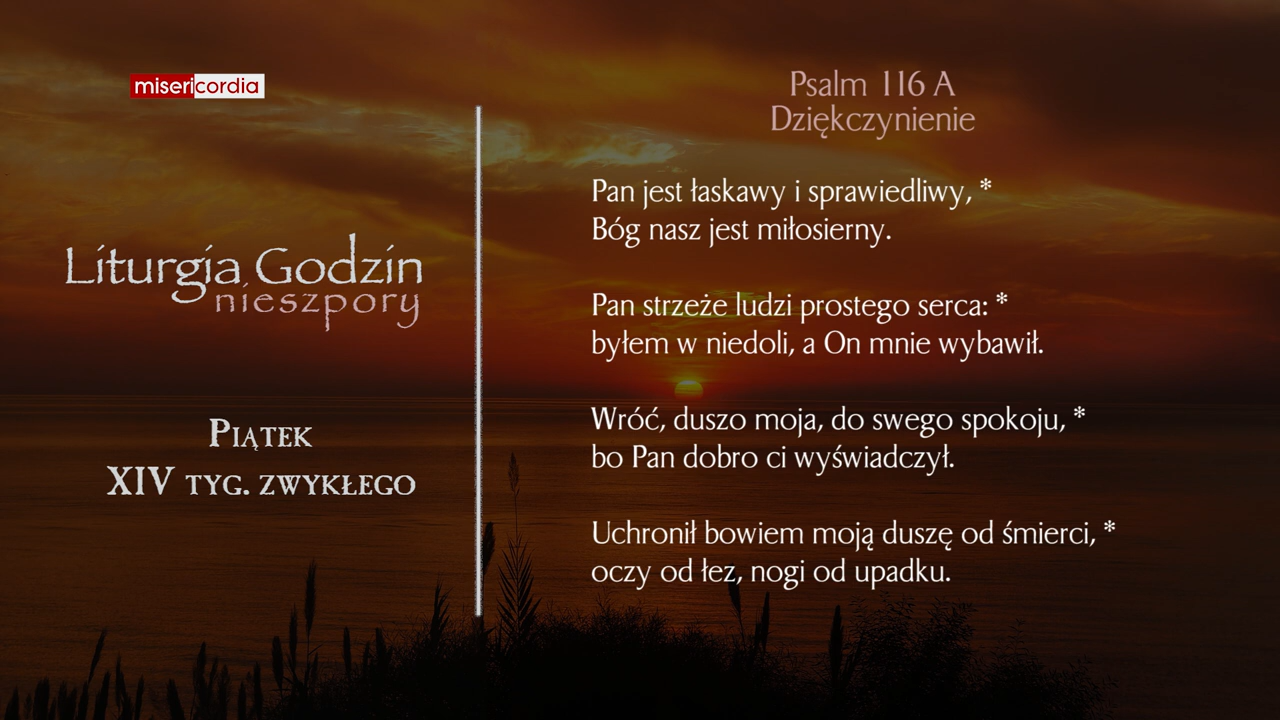 misericordia
Liturgia Godzin
nieszpory
Piątek
XIV tyg. zwykłego
Psalm 116 A
Dziękczynienie
Pan jest łaskawy i sprawiedliwy, *
Bóg nasz jest miłosierny.
Pan strzeże ludzi prostego serca: *
byłem w niedoli, a On mnie wybawił.
Wróć, duszo moja, do swego spokoju, *
bo Pan dobro ci wyświadczył.
Uchronił bowiem moją duszę od śmierci, *
oczy od łez, nogi od upadku.